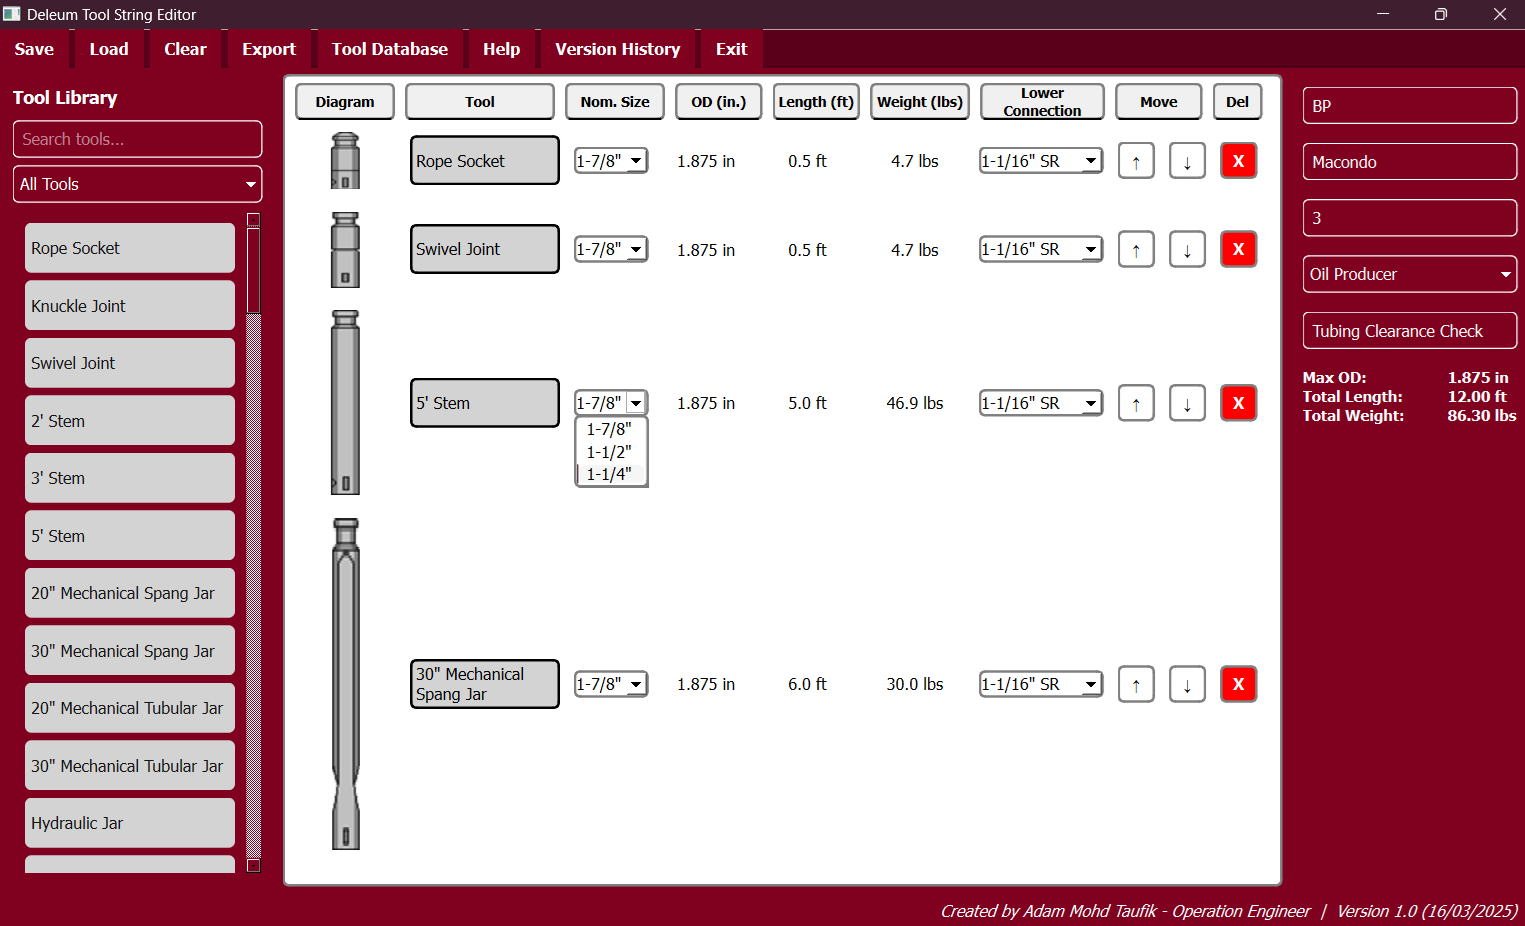 Deleum Tool String Editor
Save Load Clear Export Tool Database Help Version History Exit
Tool Library
Search tools...
All Tools
Rope Socket
Knuckle Joint
Swivel Joint
2' Stem
3' Stem
5' Stem
20" Mechanical Spang Jar
30" Mechanical Spang Jar
20" Mechanical Tubular Jar
30" Mechanical Tubular Jar
Hydraulic Jar
Diagram Tool Nom. Size OD (in.) Length (ft) Weight (lbs) Lower Connection Move Del
Rope Socket 1-7/8" 1.875 in 0.5 ft 4.7 lbs 1-1/16" SR ↑ ↓ X
Swivel Joint 1-7/8" 1.875 in 0.5 ft 4.7 lbs 1-1/16" SR ↑ ↓ X
5' Stem 1-7/8" 1.875 in 5.0 ft 46.9 lbs 1-1/16" SR ↑ ↓ X
1-7/8"
1-1/2"
1-1/4"
30" Mechanical Spang Jar 1-7/8" 1.875 in 6.0 ft 30.0 lbs 1-1/16" SR ↑ ↓ X
BP
Macondo
3
Oil Producer
Tubing Clearance Check
Max OD: 1.875 in
Total Length: 12.00 ft
Total Weight: 86.30 lbs
Created by Adam Mohd Taufik - Operation Engineer | Version 1.0 (16/03/2025)